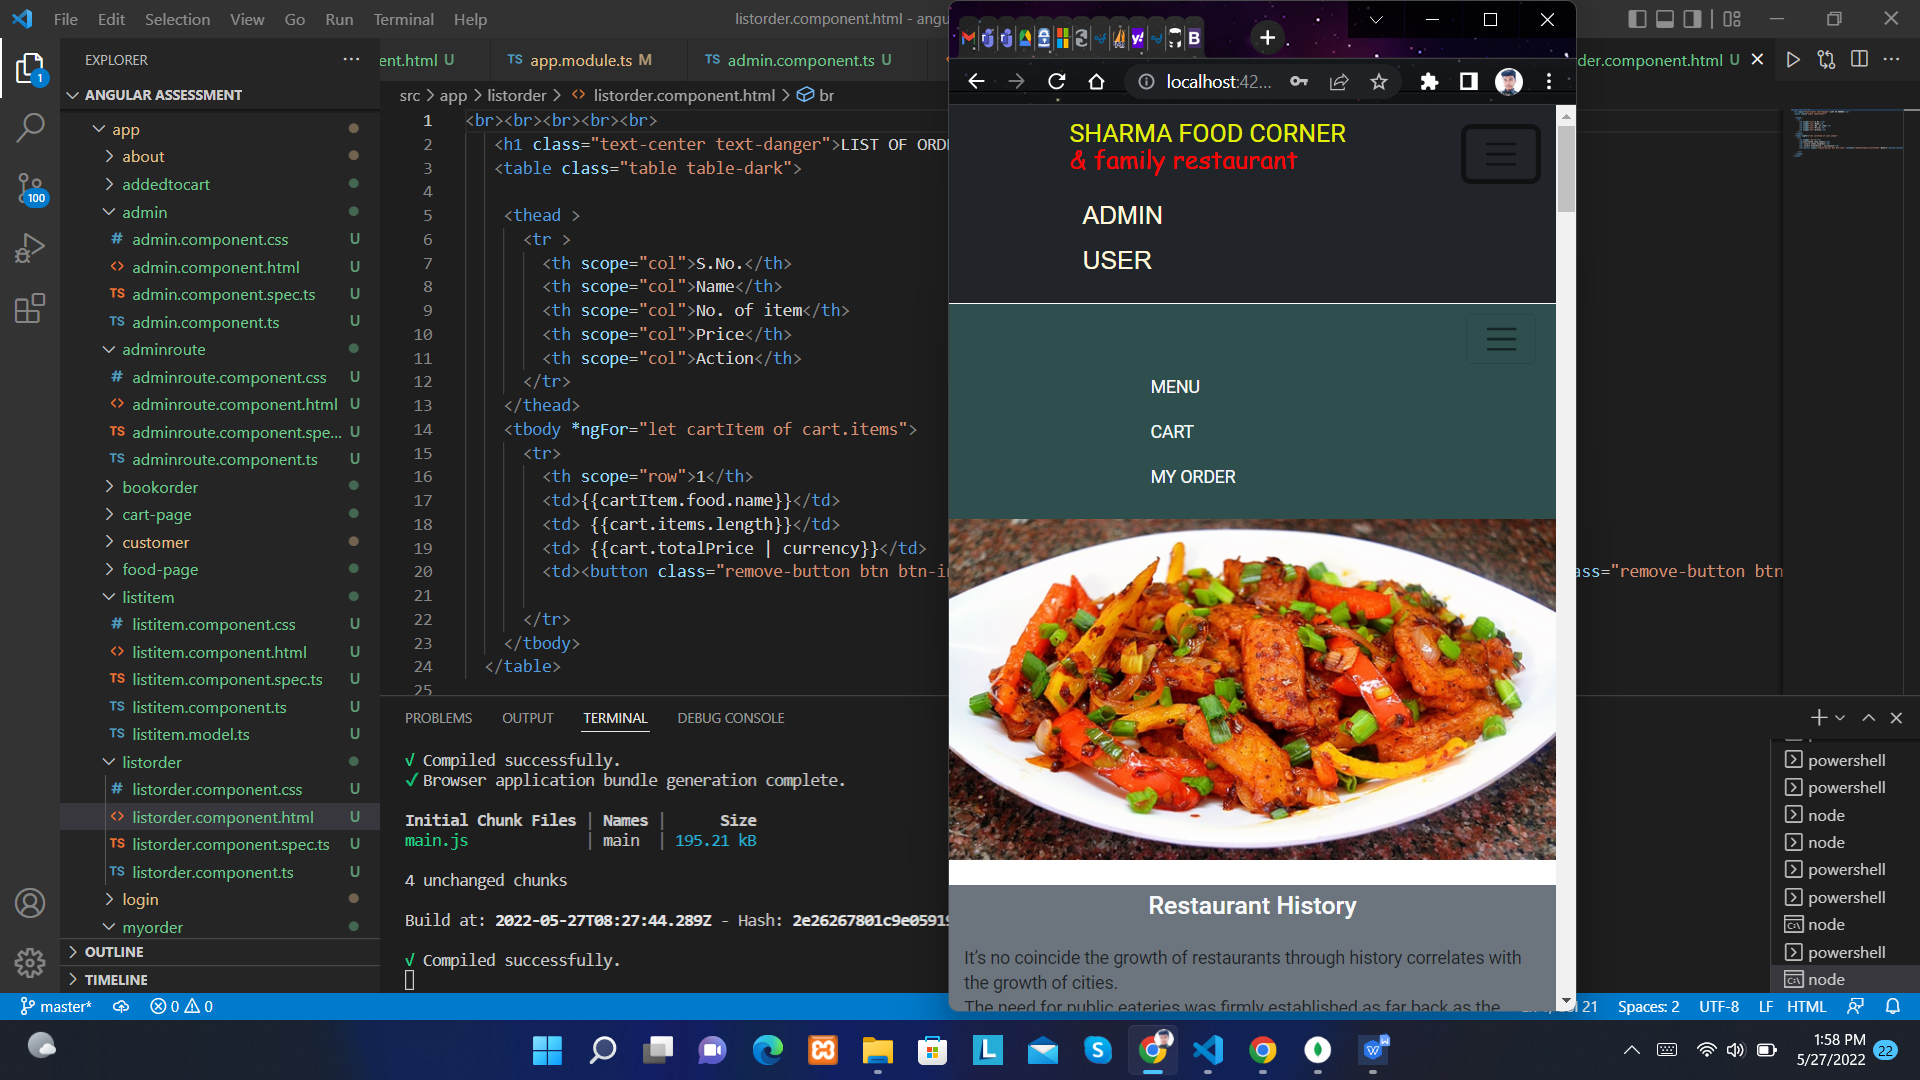 File Edit Selection View Go Run Terminal Help
listorder.component.html - angu
EXPLORER
ANGULAR ASSESSMENT
app
about
addedtocart
admin
admin.component.css U
admin.component.html U
admin.component.spec.ts U
admin.component.ts U
adminroute
adminroute.component.css U
adminroute.component.html U
adminroute.component.spe... U
adminroute.component.ts U
bookorder
cart-page
customer
food-page
listitem
listitem.component.css U
listitem.component.html U
listitem.component.spec.ts U
listitem.component.ts U
listitem.model.ts U
listorder
listorder.component.css U
listorder.component.html U
listorder.component.spec.ts U
listorder.component.ts U
login
myorder
OUTLINE
TIMELINE
ent.html U
TS app.module.ts M
TS admin.component.ts U
der.component.html U
src > app > listorder > listorder.component.html > br
1 <br><br><br><br><br>
2 <h1 class="text-center text-danger">LIST OF ORD
3 <table class="table table-dark">
4
5 <thead >
6 <tr >
7 <th scope="col">S.No.</th>
8 <th scope="col">Name</th>
9 <th scope="col">No. of item</th>
10 <th scope="col">Price</th>
11 <th scope="col">Action</th>
12 </tr>
13 </thead>
14 <tbody *ngFor="let cartItem of cart.items">
15 <tr>
16 <th scope="row">1</th>
17 <td>{{cartItem.food.name}}</td>
18 <td> {{cart.items.length}}</td>
19 <td> {{cart.totalPrice | currency}}</td>
20 <td><button class="remove-button btn btn-in
ass="remove-button btn
21
22 </tr>
23 </tbody>
24 </table>
25
PROBLEMS OUTPUT TERMINAL DEBUG CONSOLE
√ Compiled successfully.
✓ Browser application bundle generation complete.
Initial Chunk Files | Names | Size
main.js | main | 195.21 kB
4 unchanged chunks
Build at: 2022-05-27T08:27:44.289Z - Hash: 2e26267801c9e0591
√ Compiled successfully.
powershell
powershell
node
node
powershell
powershell
node
powershell
node
localhost:42...
SHARMA FOOD CORNER
& family restaurant
ADMIN
USER
MENU
CART
MY ORDER
Restaurant History
It's no coincide the growth of restaurants through history correlates with
the growth of cities.
The need for public eateries was firmly established as far back as the
master* 0 0
21 Spaces: 2 UTF-8 LF HTML
1
100
1:58 PM
5/27/2022
22